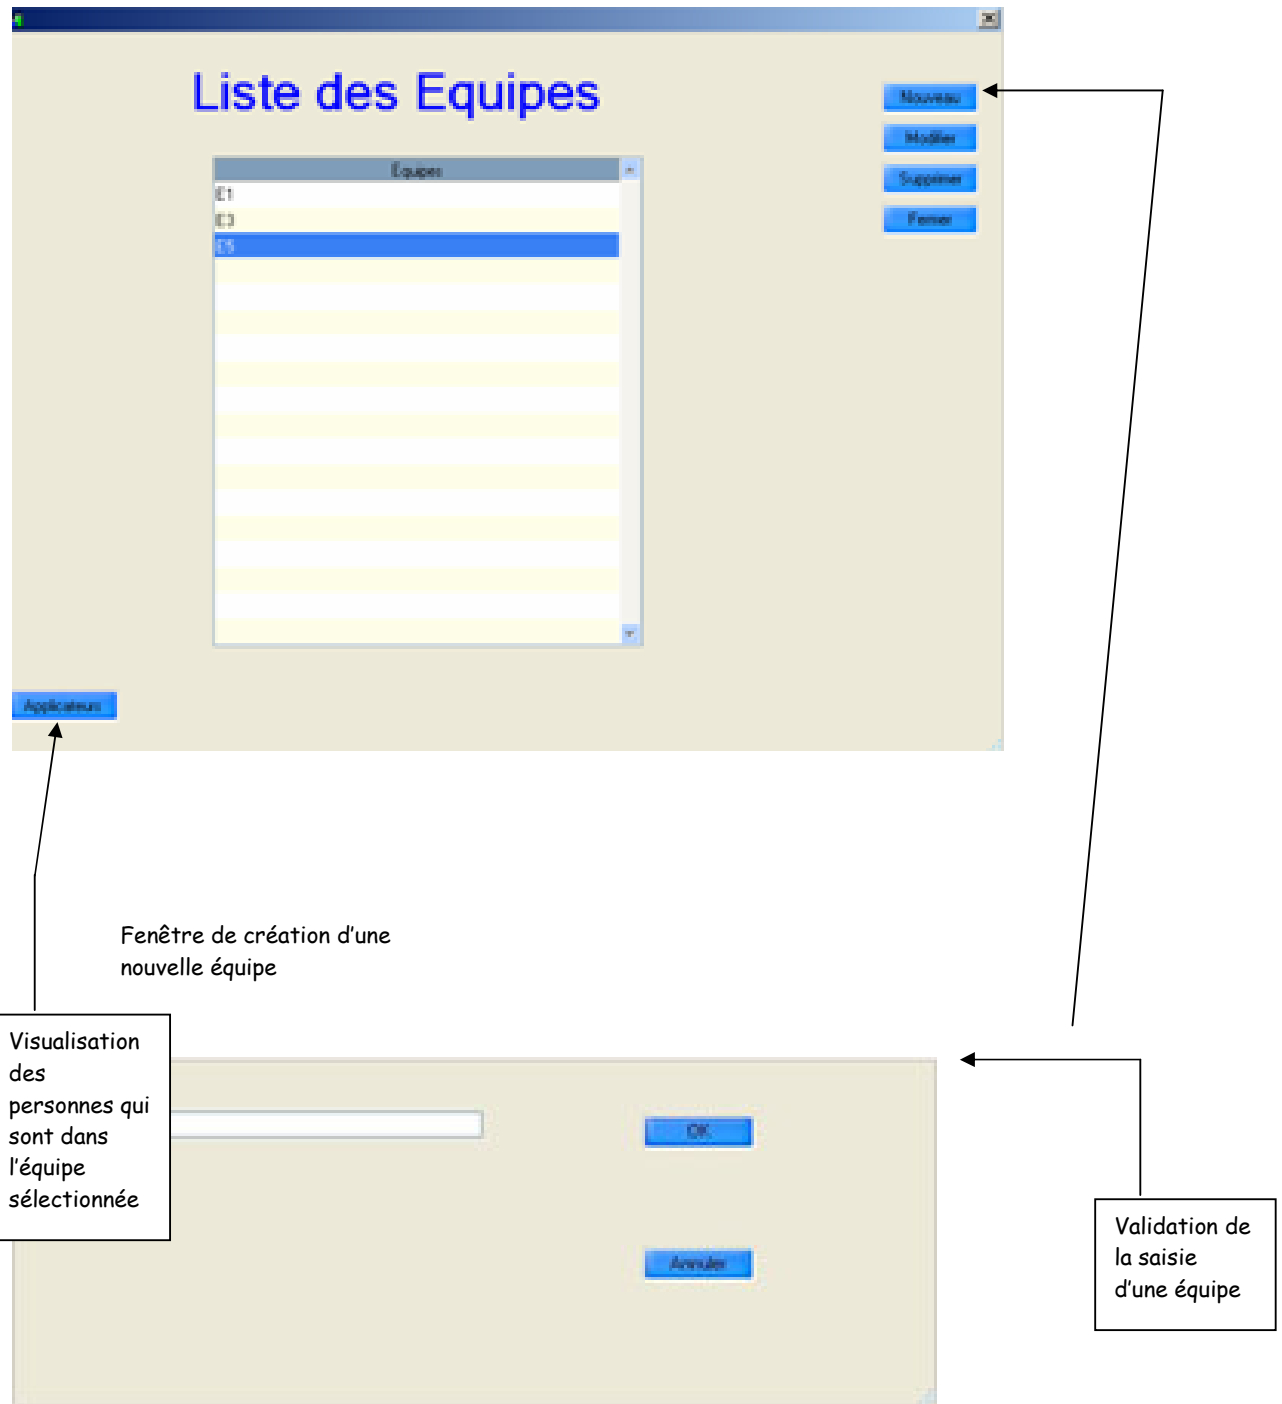 Liste des Equipes
Nouveau
Modifier
Supprimer
Fermer
Equipes
E1
E3
E5
Applicateurs
Fenêtre de création d'une
nouvelle équipe
Visualisation
des
personnes qui
sont dans
l'équipe
sélectionnée
OK
Annuler
Validation de
la saisie
d'une équipe